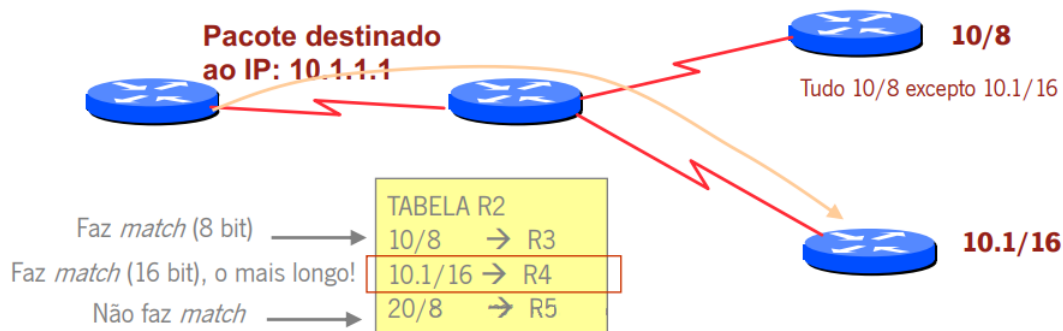 Pacote destinado
ao IP: 10.1.1.1
10/8
Tudo 10/8 excepto 10.1/16
10.1/16
TABELA R2
Faz match (8 bit)
10/8 → R3
Faz match (16 bit), o mais longo!
10.1/16 → R4
Não faz match
20/8 → R5